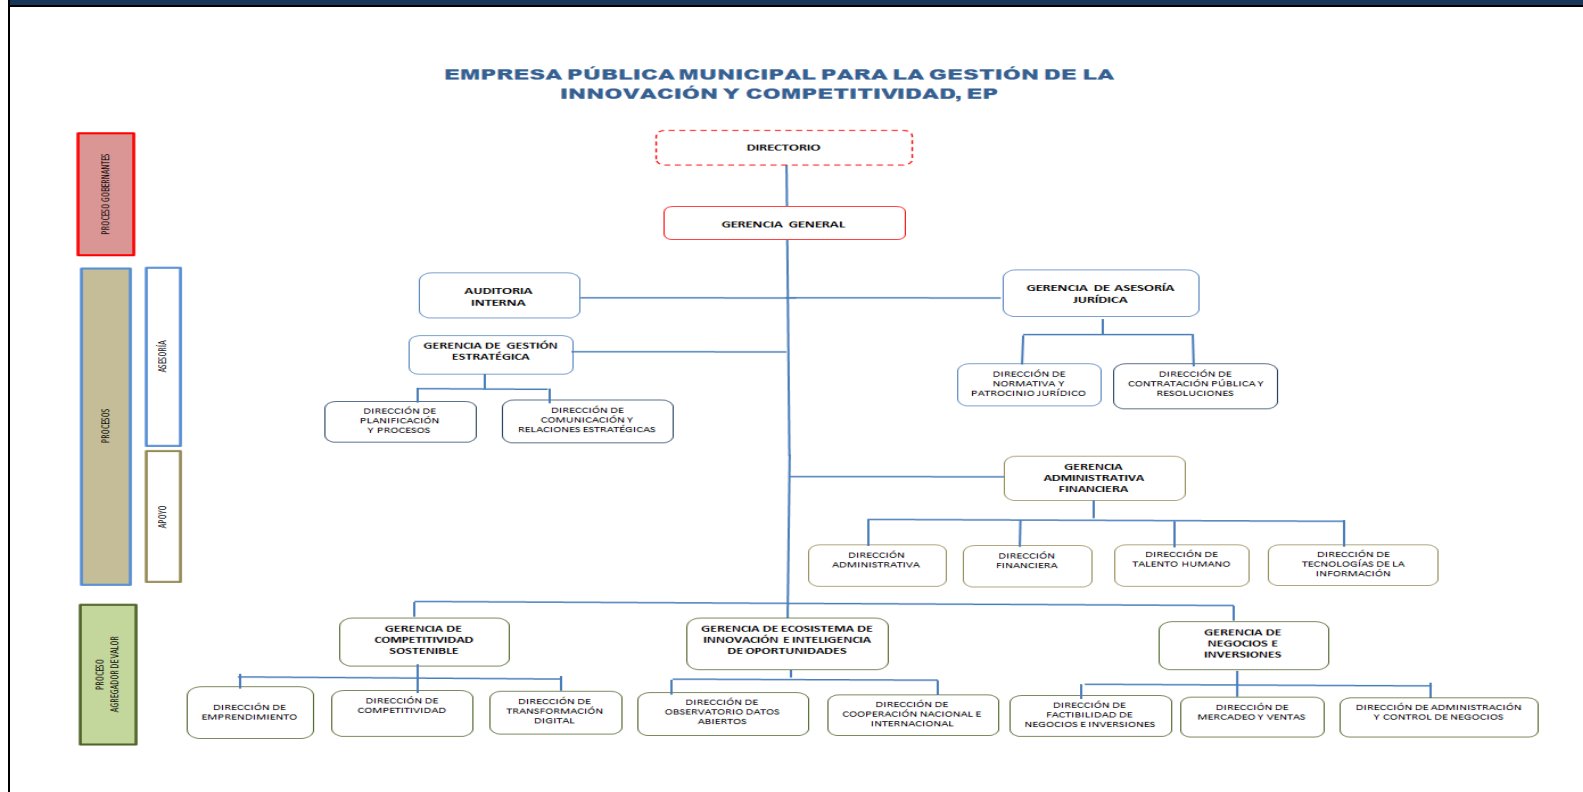 EMPRESA PÚBLICA MUNICIPAL PARA LA GESTIÓN DE LA
INNOVACIÓN Y COMPETITIVIDAD, EP
PROCESO GOBERNANTES
DIRECTORIO
GERENCIA GENERAL
PROCESOS
ASESORÍA
AUDITORIA
INTERNA
GERENCIA DE ASESORÍA
JURÍDICA
GERENCIA DE GESTIÓN
ESTRATÉGICA
DIRECCIÓN DE
NORMATIVA Y
PATROCINIO JURÍDICO
DIRECCIÓN DE
CONTRATACIÓN PÚBLICA Y
RESOLUCIONES
DIRECCIÓN DE
PLANIFICACIÓN
Y PROCESOS
DIRECCIÓN DE
COMUNICACIÓN Y
RELACIONES ESTRATÉGICAS
APOYO
GERENCIA
ADMINISTRATIVA
FINANCIERA
DIRECCIÓN
ADMINISTRATIVA
DIRECCIÓN
FINANCIERA
DIRECCIÓN DE
TALENTO HUMANO
DIRECCIÓN DE
TECNOLOGÍAS DE LA
INFORMACIÓN
PROCESO
AGREGADOR DE VALOR
GERENCIA DE
COMPETITIVIDAD
SOSTENIBLE
GERENCIA DE ECOSISTEMA DE
INNOVACIÓN E INTELIGENCIA
DE OPORTUNIDADES
GERENCIA DE
NEGOCIOS E
INVERSIONES
DIRECCIÓN DE
EMPRENDIMIENTO
DIRECCIÓN DE
COMPETITIVIDAD
DIRECCIÓN DE
TRANSFORMACIÓN
DIGITAL
DIRECCIÓN DE
OBSERVATORIO DATOS
ABIERTOS
DIRECCIÓN DE
COOPERACIÓN NACIONAL E
INTERNACIONAL
DIRECCIÓN DE
FACTIBILIDAD DE
NEGOCIOS E INVERSIONES
DIRECCIÓN DE
MERCADEO Y VENTAS
DIRECCIÓN DE ADMINISTRACIÓN
Y CONTROL DE NEGOCIOS